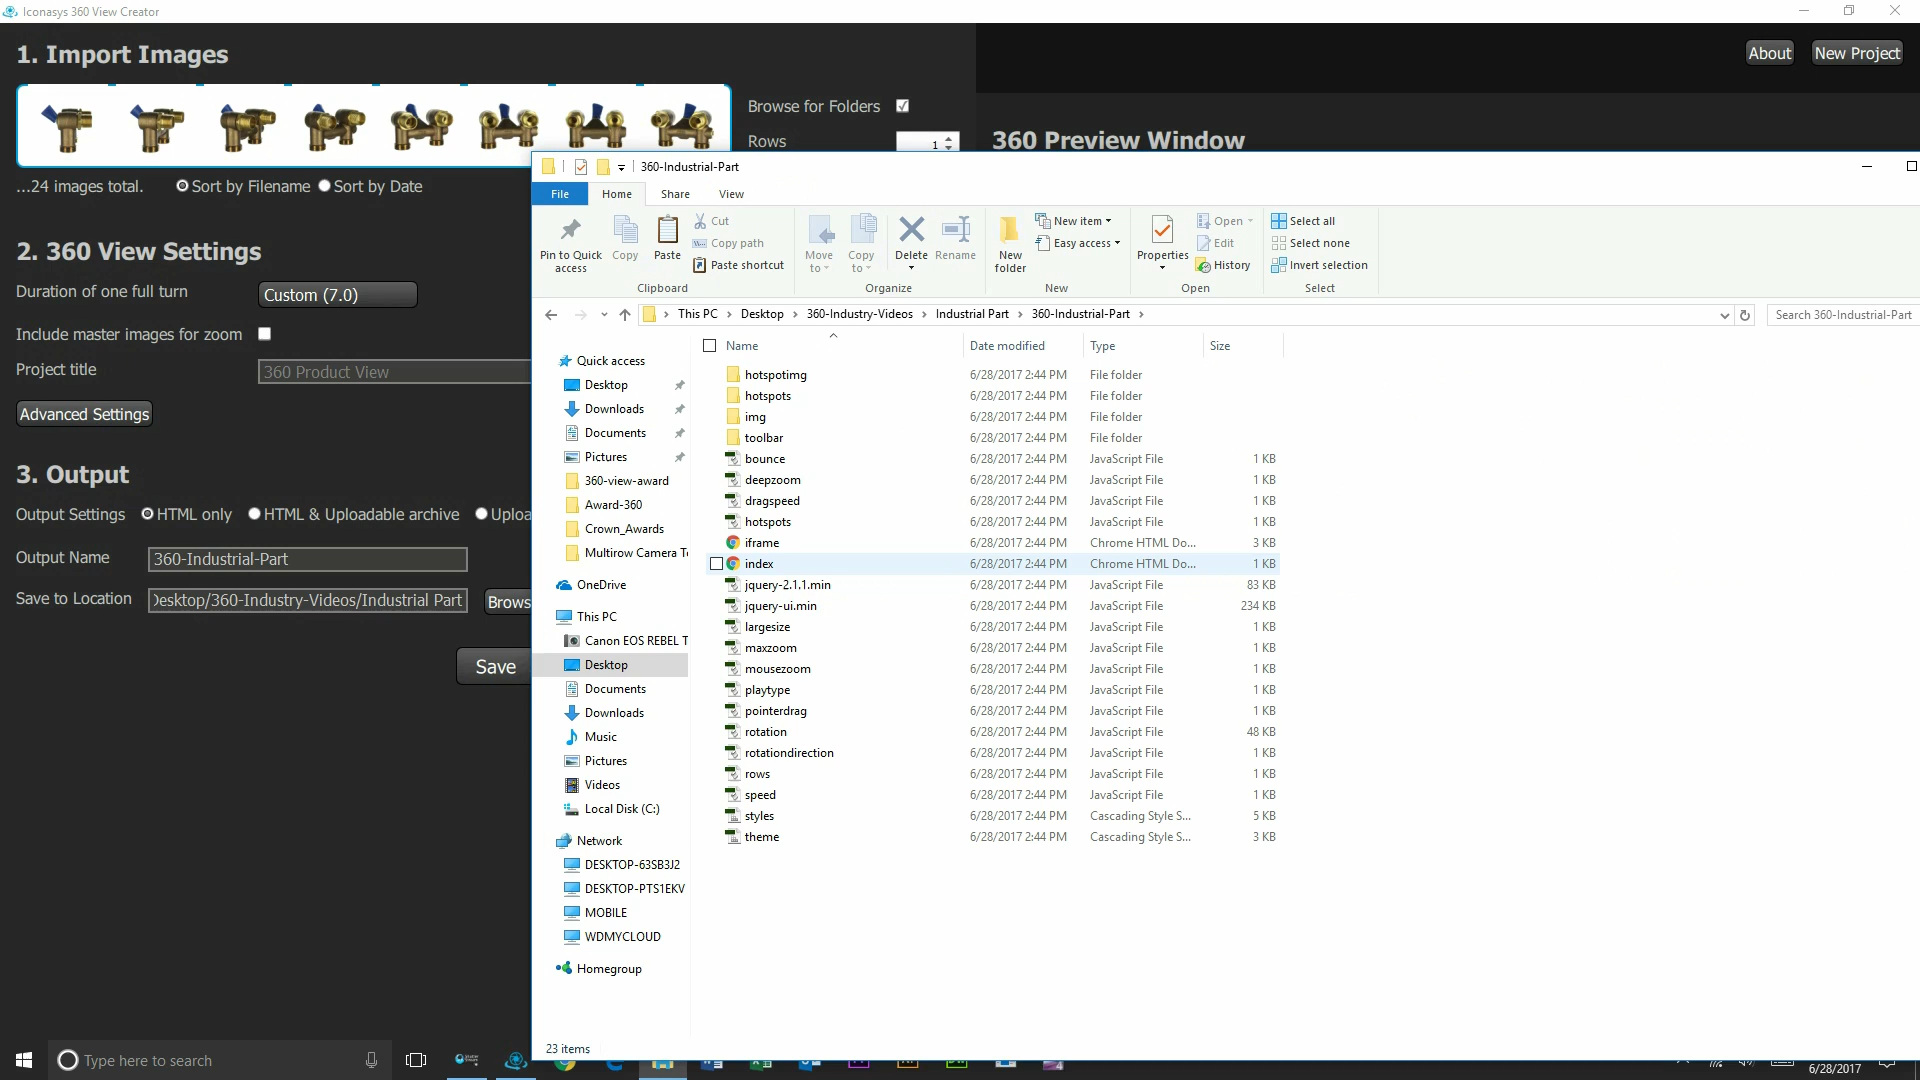 Iconasys 360 View Creator
1. Import Images
About
New Project
Browse for Folders
Rows
1
360 Preview Window
...24 images total.
Sort by Filename
Sort by Date
2. 360 View Settings
Duration of one full turn
Custom (7.0)
Include master images for zoom
Project title
360 Product View
Advanced Settings
3. Output
Output Settings
HTML only
HTML & Uploadable archive
Uploa
Output Name
360-Industrial-Part
Save to Location
Desktop/360-Industry-Videos/Industrial Part
Brows
Save
360-Industrial-Part
File
Home
Share
View
Pin to Quick access
Copy
Paste
Cut
Copy path
Paste shortcut
Clipboard
Move to
Copy to
Delete
Rename
Organize
New folder
New item
Easy access
New
Properties
Open
Edit
History
Open
Select all
Select none
Invert selection
Select
This PC
Desktop
360-Industry-Videos
Industrial Part
360-Industrial-Part
Search 360-Industrial-Part
Quick access
Desktop
Downloads
Documents
Pictures
360-view-award
Award-360
Crown_Awards
Multirow Camera T
OneDrive
This PC
Canon EOS REBEL T
Desktop
Documents
Downloads
Music
Pictures
Videos
Local Disk (C:)
Network
DESKTOP-63SB3J2
DESKTOP-PTS1EKV
MOBILE
WDMYCLOUD
Homegroup
Name Date modified Type Size
hotspotimg 6/28/2017 2:44 PM File folder
hotspots 6/28/2017 2:44 PM File folder
img 6/28/2017 2:44 PM File folder
toolbar 6/28/2017 2:44 PM File folder
bounce 6/28/2017 2:44 PM JavaScript File 1 KB
deepzoom 6/28/2017 2:44 PM JavaScript File 1 KB
dragspeed 6/28/2017 2:44 PM JavaScript File 1 KB
hotspots 6/28/2017 2:44 PM JavaScript File 1 KB
iframe 6/28/2017 2:44 PM Chrome HTML Do... 3 KB
index 6/28/2017 2:44 PM Chrome HTML Do... 1 KB
jquery-2.1.1.min 6/28/2017 2:44 PM JavaScript File 83 KB
jquery-ui.min 6/28/2017 2:44 PM JavaScript File 234 KB
largesize 6/28/2017 2:44 PM JavaScript File 1 KB
maxzoom 6/28/2017 2:44 PM JavaScript File 1 KB
mousezoom 6/28/2017 2:44 PM JavaScript File 1 KB
playtype 6/28/2017 2:44 PM JavaScript File 1 KB
pointerdrag 6/28/2017 2:44 PM JavaScript File 1 KB
rotation 6/28/2017 2:44 PM JavaScript File 48 KB
rotationdirection 6/28/2017 2:44 PM JavaScript File 1 KB
rows 6/28/2017 2:44 PM JavaScript File 1 KB
speed 6/28/2017 2:44 PM JavaScript File 1 KB
styles 6/28/2017 2:44 PM Cascading Style S... 5 KB
theme 6/28/2017 2:44 PM Cascading Style S... 3 KB
23 items
Type here to search
6/28/2017